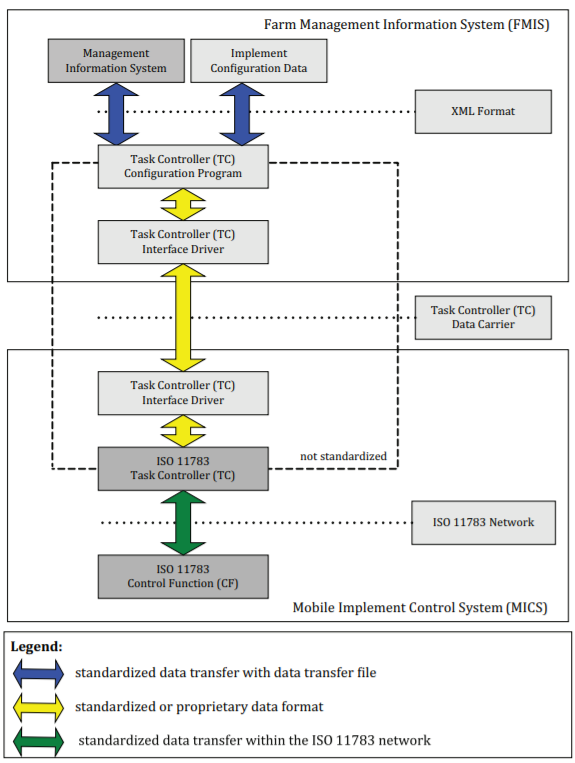 Farm Management Information System (FMIS)
Management
Information System
Implement
Configuration Data
XML Format
Task Controller (TC)
Configuration Program
Task Controller (TC)
Interface Driver
Task Controller (TC)
Data Carrier
Task Controller (TC)
Interface Driver
not standardized
ISO 11783
Task Controller (TC)
ISO 11783 Network
ISO 11783
Control Function (CF)
Mobile Implement Control System (MICS)
Legend:
standardized data transfer with data transfer file
standardized or proprietary data format
standardized data transfer within the ISO 11783 network